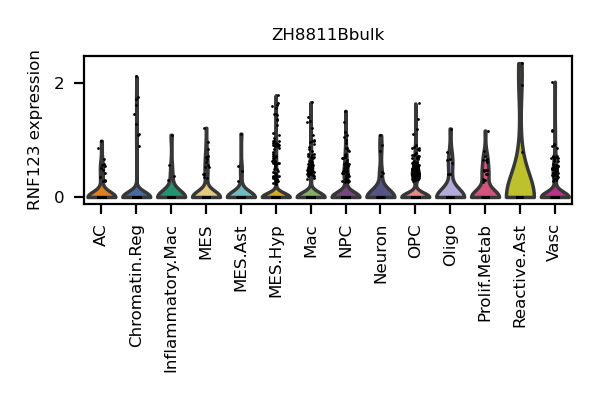 ZH8811Bbulk
RNF123 expression
2
0
AC
Chromatin.Reg
Inflammatory.Mac
MES
MES.Ast
MES.Hyp
Mac
NPC
Neuron
OPC
Oligo
Prolif.Metab
Reactive.Ast
Vasc